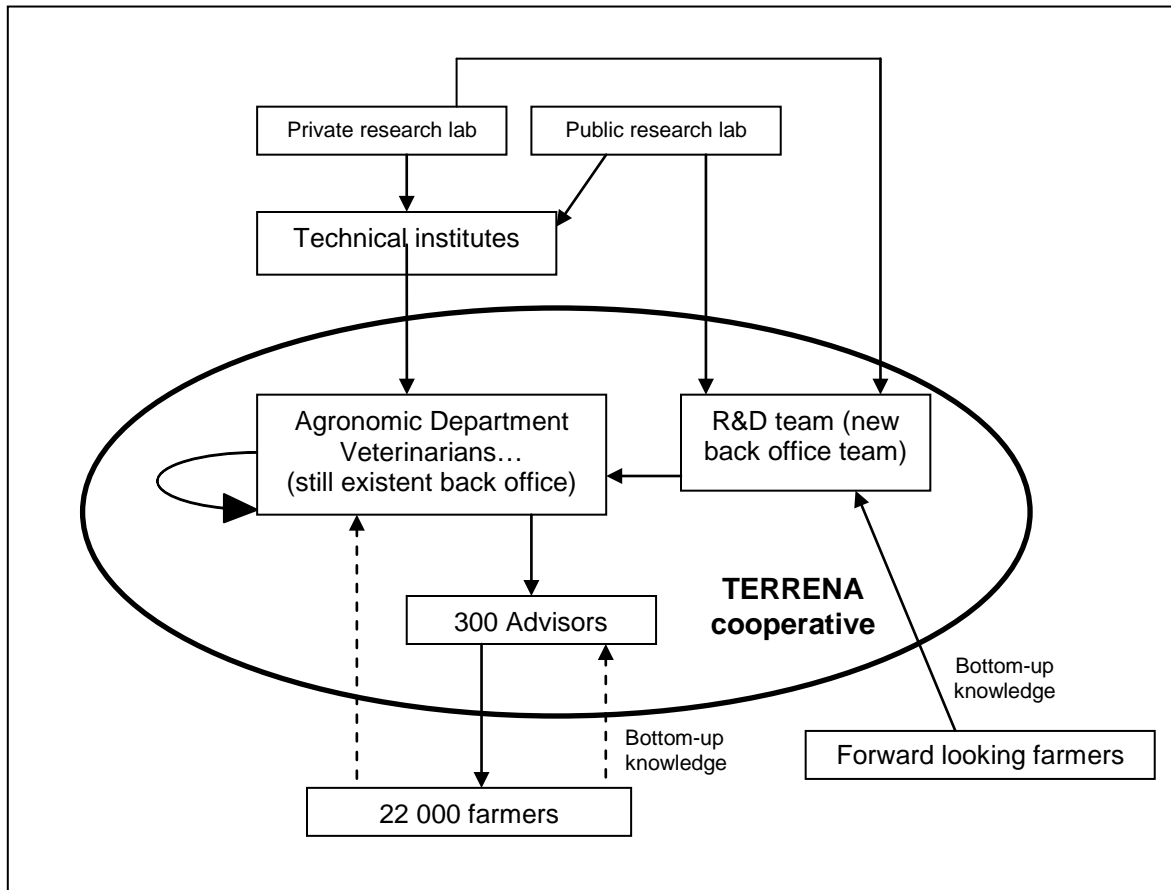 Private research lab
Public research lab
Technical institutes
Agronomic Department
Veterinarians…
(still existent back office)
R&D team (new
back office team)
300 Advisors
TERRENA
cooperative
Bottom-up
knowledge
Bottom-up
knowledge
Forward looking farmers
22 000 farmers